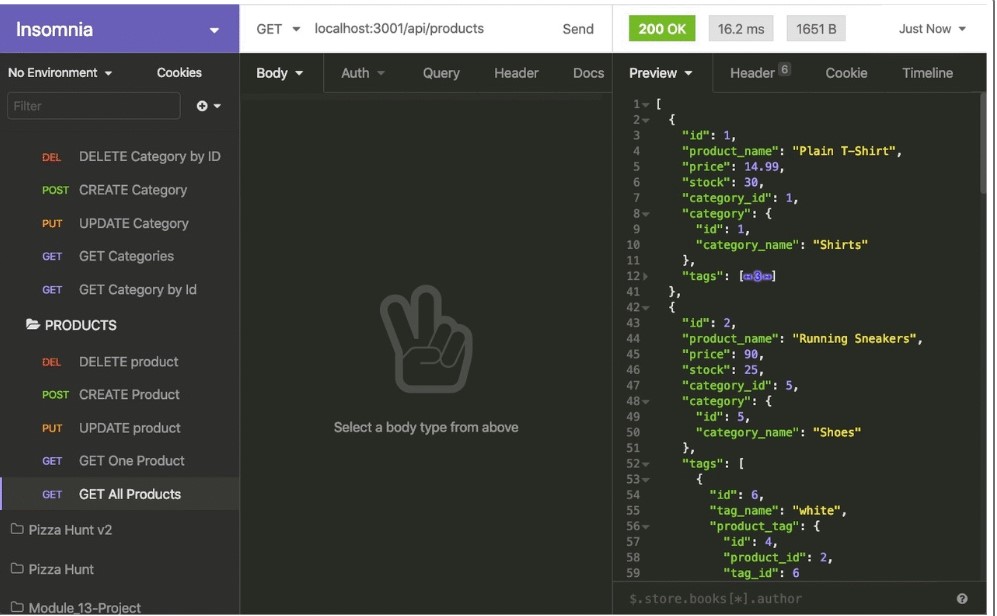 Insomnia
GET localhost:3001/api/products Send
200 OK 16.2 ms 1651 B Just Now
No Environment Cookies
Body Auth Query Header Docs
Preview Header 6 Cookie Timeline
Filter
DEL DELETE Category by ID
POST CREATE Category
PUT UPDATE Category
GET GET Categories
GET GET Category by Id
PRODUCTS
DEL DELETE product
POST CREATE Product
PUT UPDATE product
GET GET One Product
GET GET All Products
Pizza Hunt v2
Pizza Hunt
Module_13-Project
Select a body type from above
1 [
2 {
3 "id": 1,
4 "product_name": "Plain T-Shirt",
5 "price": 14.99,
6 "stock": 30,
7 "category_id": 1,
8 "category": {
9 "id": 1,
10 "category_name": "Shirts"
11 },
12 "tags": [↔3↔]
41 },
42 {
43 "id": 2,
44 "product_name": "Running Sneakers",
45 "price": 90,
46 "stock": 25,
47 "category_id": 5,
48 "category": {
49 "id": 5,
50 "category_name": "Shoes"
51 },
52 "tags": [
53 {
54 "id": 6,
55 "tag_name": "white",
56 "product_tag": {
57 "id": 4,
58 "product_id": 2,
59 "tag_id": 6
$.store.books[*].author